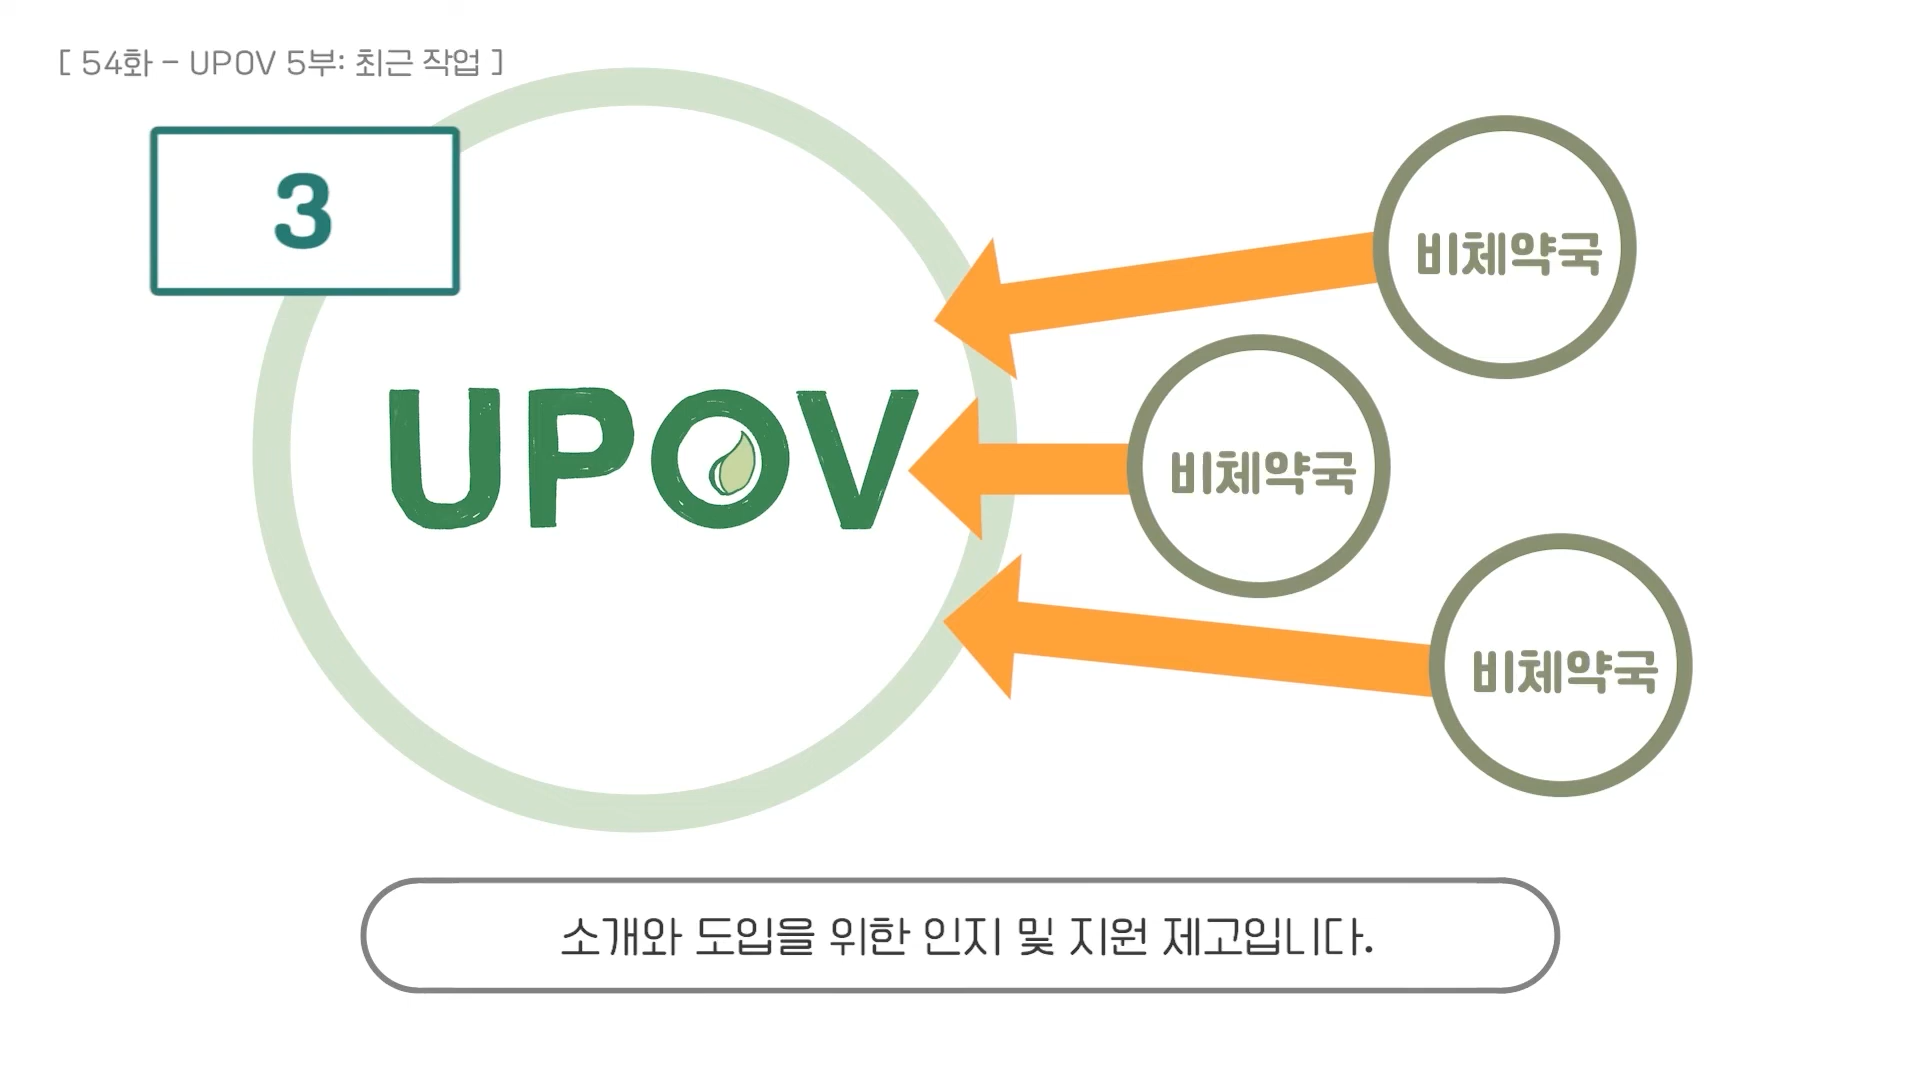 [ 54화 - UPOV 5부: 최근 작업 ]
3
UPOV
비체약국
비체약국
비체약국
소개와 도입을 위한 인지 및 지원 제고입니다.